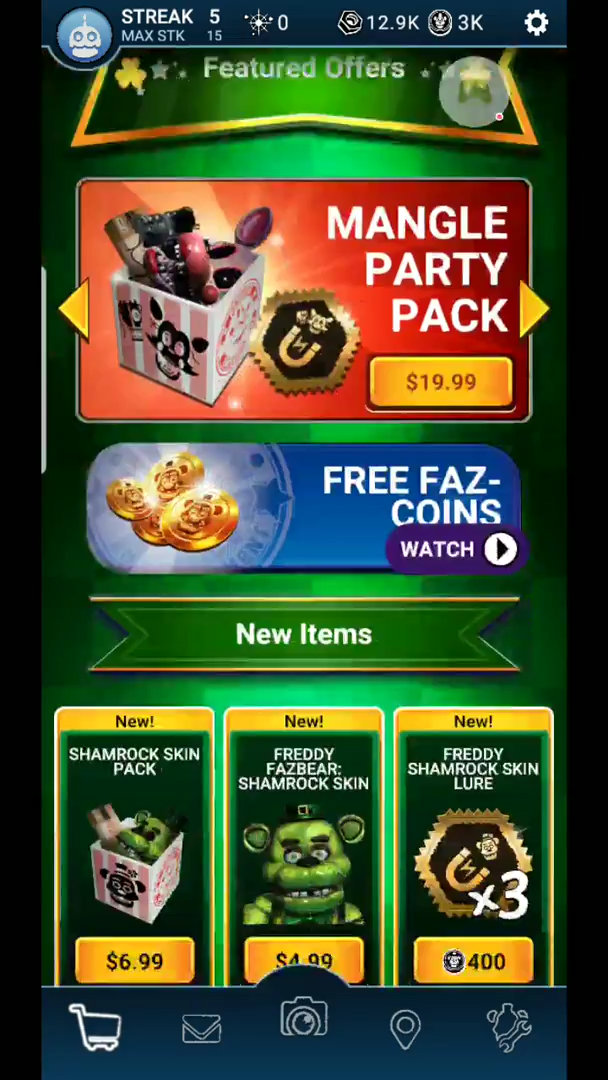 STREAK 5
MAX STK 15
0
12.9K
3K
Featured Offers
MANGLE
PARTY
PACK
$19.99
FREE FAZ-
COINS
WATCH
New Items
New!
SHAMROCK SKIN
PACK
$6.99
New!
FREDDY
FAZBEAR:
SHAMROCK SKIN
$4.99
New!
FREDDY
SHAMROCK SKIN
LURE
x3
400